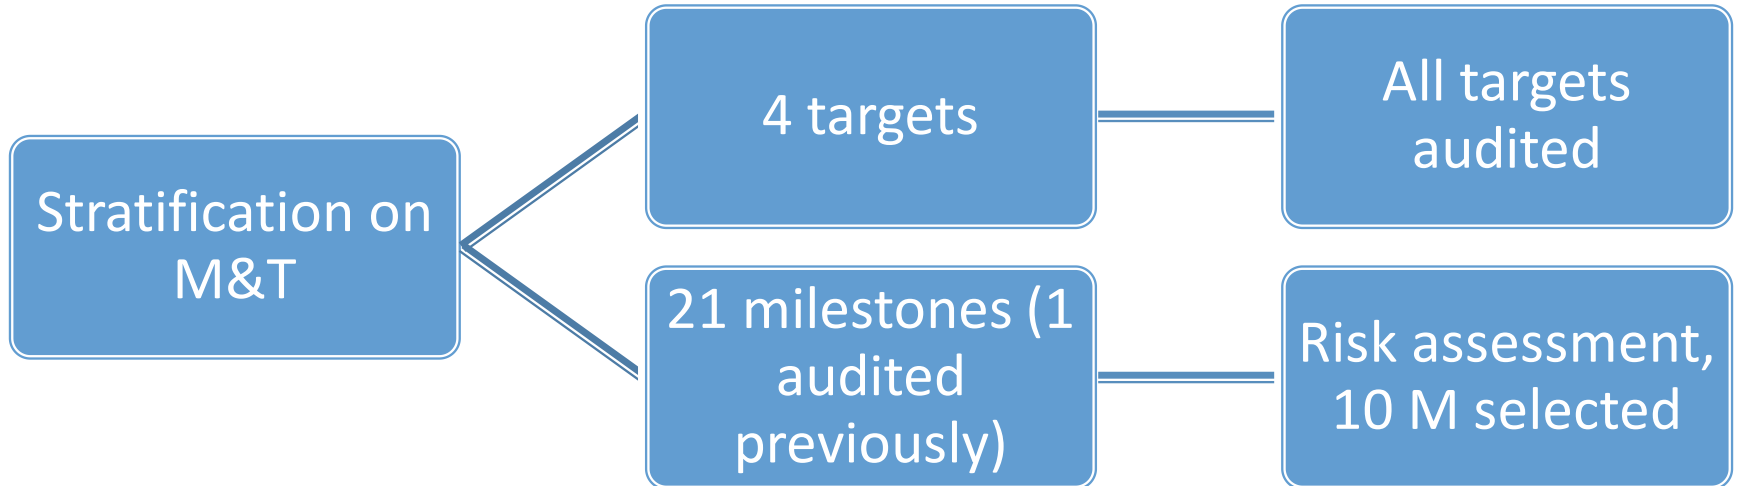 Stratification on
M&T
4 targets
All targets
audited
21 milestones (1
audited
previously)
Risk assessment,
10 M selected